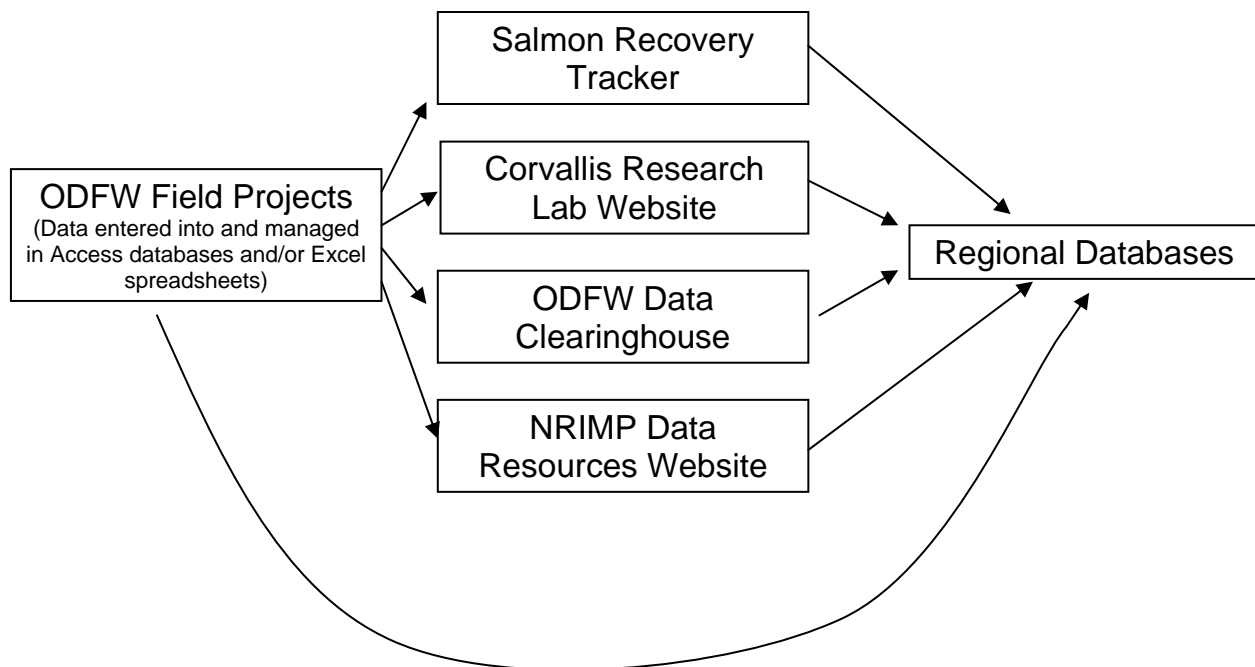 Salmon Recovery
Tracker
Corvallis Research
Lab Website
ODFW Field Projects
(Data entered into and managed
in Access databases and/or Excel
spreadsheets)
Regional Databases
ODFW Data
Clearinghouse
NRIMP Data
Resources Website